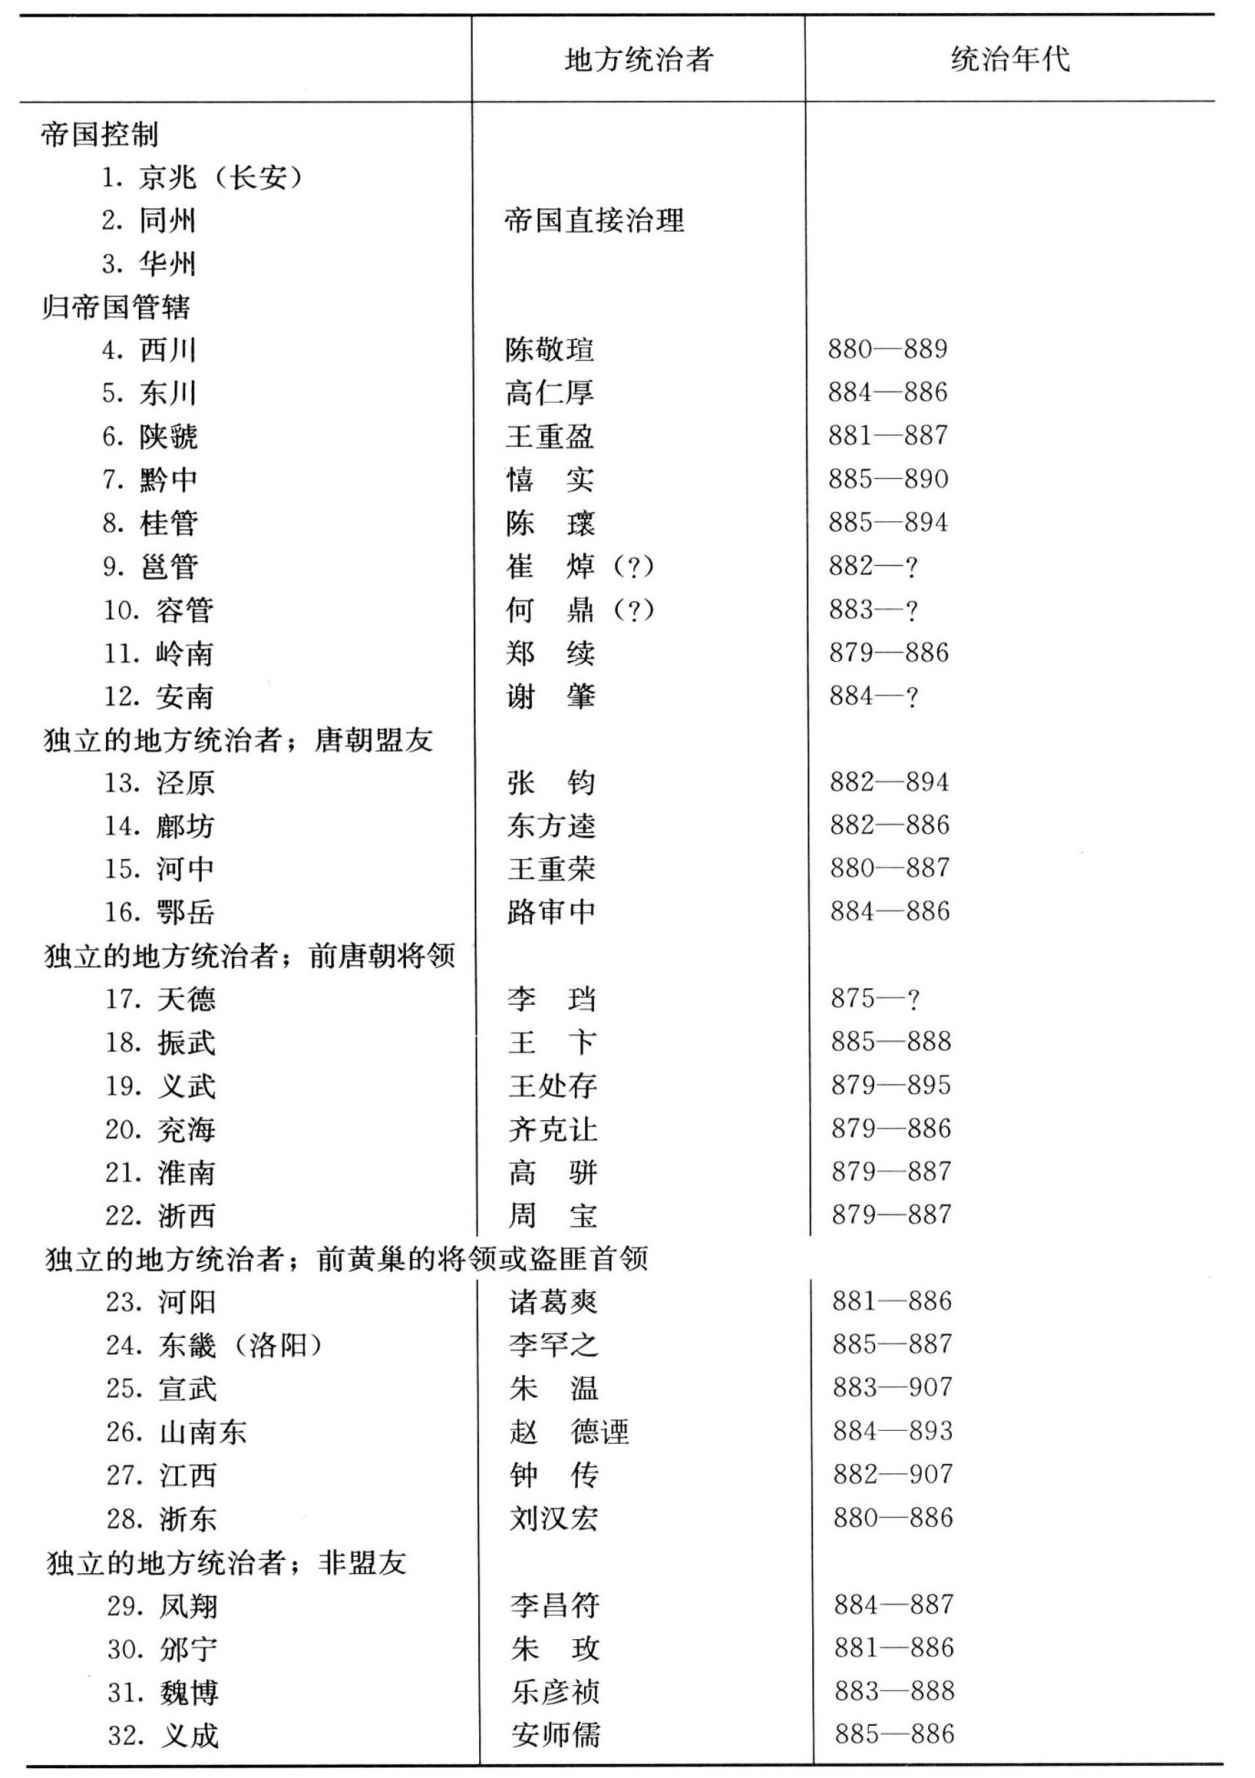 地方统治者 统治年代
帝国控制
1. 京兆（长安）
2. 同州 帝国直接治理
3. 华州
归帝国管辖
4. 西川 陈敬瑄 880—889
5. 东川 高仁厚 884—886
6. 陕虢 王重盈 881—887
7. 黔中 憘 实 885—890
8. 桂管 陈 瓌 885—894
9. 邕管 崔 焯（?） 882—?
10. 容管 何 鼎（?） 883—?
11. 岭南 郑 续 879—886
12. 安南 谢 肇 884—?
独立的地方统治者；唐朝盟友
13. 泾原 张 钧 882—894
14. 鄜坊 东方逵 882—886
15. 河中 王重荣 880—887
16. 鄂岳 路审中 884—886
独立的地方统治者；前唐朝将领
17. 天德 李 珰 875—?
18. 振武 王 卞 885—888
19. 义武 王处存 879—895
20. 兖海 齐克让 879—886
21. 淮南 高 骈 879—887
22. 浙西 周 宝 879—887
独立的地方统治者；前黄巢的将领或盗匪首领
23. 河阳 诸葛爽 881—886
24. 东畿（洛阳） 李罕之 885—887
25. 宣武 朱 温 883—907
26. 山南东 赵 德諲 884—893
27. 江西 钟 传 882—907
28. 浙东 刘汉宏 880—886
独立的地方统治者；非盟友
29. 凤翔 李昌符 884—887
30. 邠宁 朱 玫 881—886
31. 魏博 乐彦祯 883—888
32. 义成 安师儒 885—886